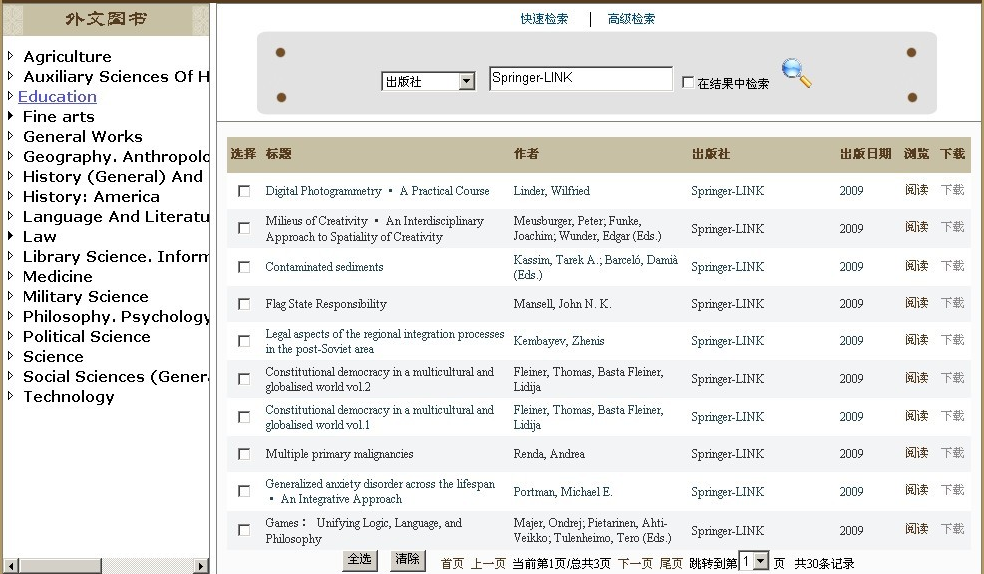 外文图书
Agriculture
Auxiliary Sciences Of H
Education
Fine arts
General Works
Geography. Anthropolo
History (General) And
History: America
Language And Literatu
Law
Library Science. Inform
Medicine
Military Science
Philosophy. Psychology
Political Science
Science
Social Sciences (Genera
Technology
快速检索 | 高级检索
出版社 Springer-LINK 在结果中检索
选择 标题 作者 出版社 出版日期 浏览 下载
Digital Photogrammetry • A Practical Course Linder, Wilfried Springer-LINK 2009 阅读 下载
Milieus of Creativity • An Interdisciplinary Meusburger, Peter; Funke,
Approach to Spatiality of Creativity Joachim; Wunder, Edgar (Eds.) Springer-LINK 2009 阅读 下载
Contaminated sediments Kassim, Tarek A.; Barceló, Damià
(Eds.) Springer-LINK 2009 阅读 下载
Flag State Responsibility Mansell, John N. K. Springer-LINK 2009 阅读 下载
Legal aspects of the regional integration processes
in the post-Soviet area Kembayev, Zhenis Springer-LINK 2009 阅读 下载
Constitutional democracy in a multicultural and Fleiner, Thomas, Basta Fleiner,
globalised world vol.2 Lidija Springer-LINK 2009 阅读 下载
Constitutional democracy in a multicultural and Fleiner, Thomas, Basta Fleiner,
globalised world vol.1 Lidija Springer-LINK 2009 阅读 下载
Multiple primary malignancies Renda, Andrea Springer-LINK 2009 阅读 下载
Generalized anxiety disorder across the lifespan
• An Integrative Approach Portman, Michael E. Springer-LINK 2009 阅读 下载
Games： Unifying Logic, Language, and Majer, Ondrej; Pietarinen, Ahti-
Philosophy Veikko; Tulenheimo, Tero (Eds.) Springer-LINK 2009 阅读 下载
全选 清除 首页 上一页 当前第1页/总共3页 下一页 尾页 跳转到第 1 页 共30条记录